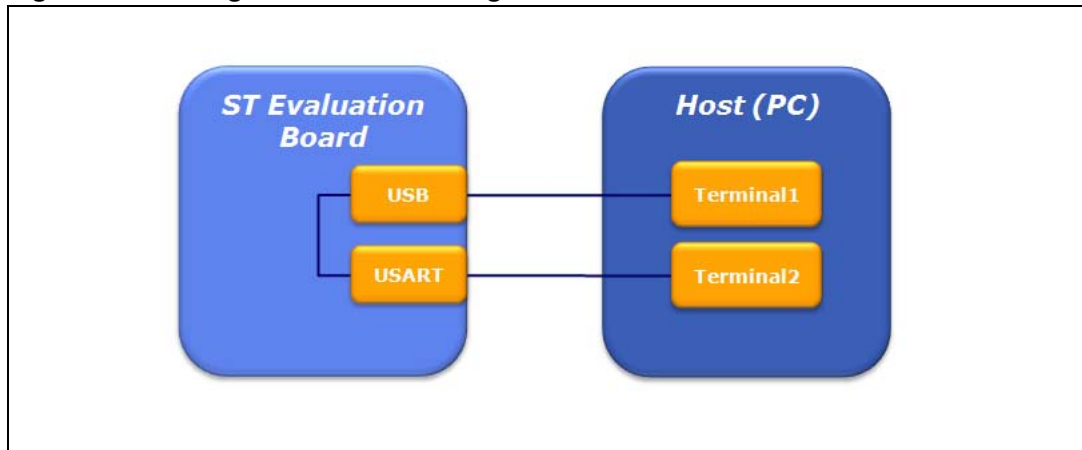 ST Evaluation
Board
Host (PC)
USB
Terminal1
USART
Terminal2